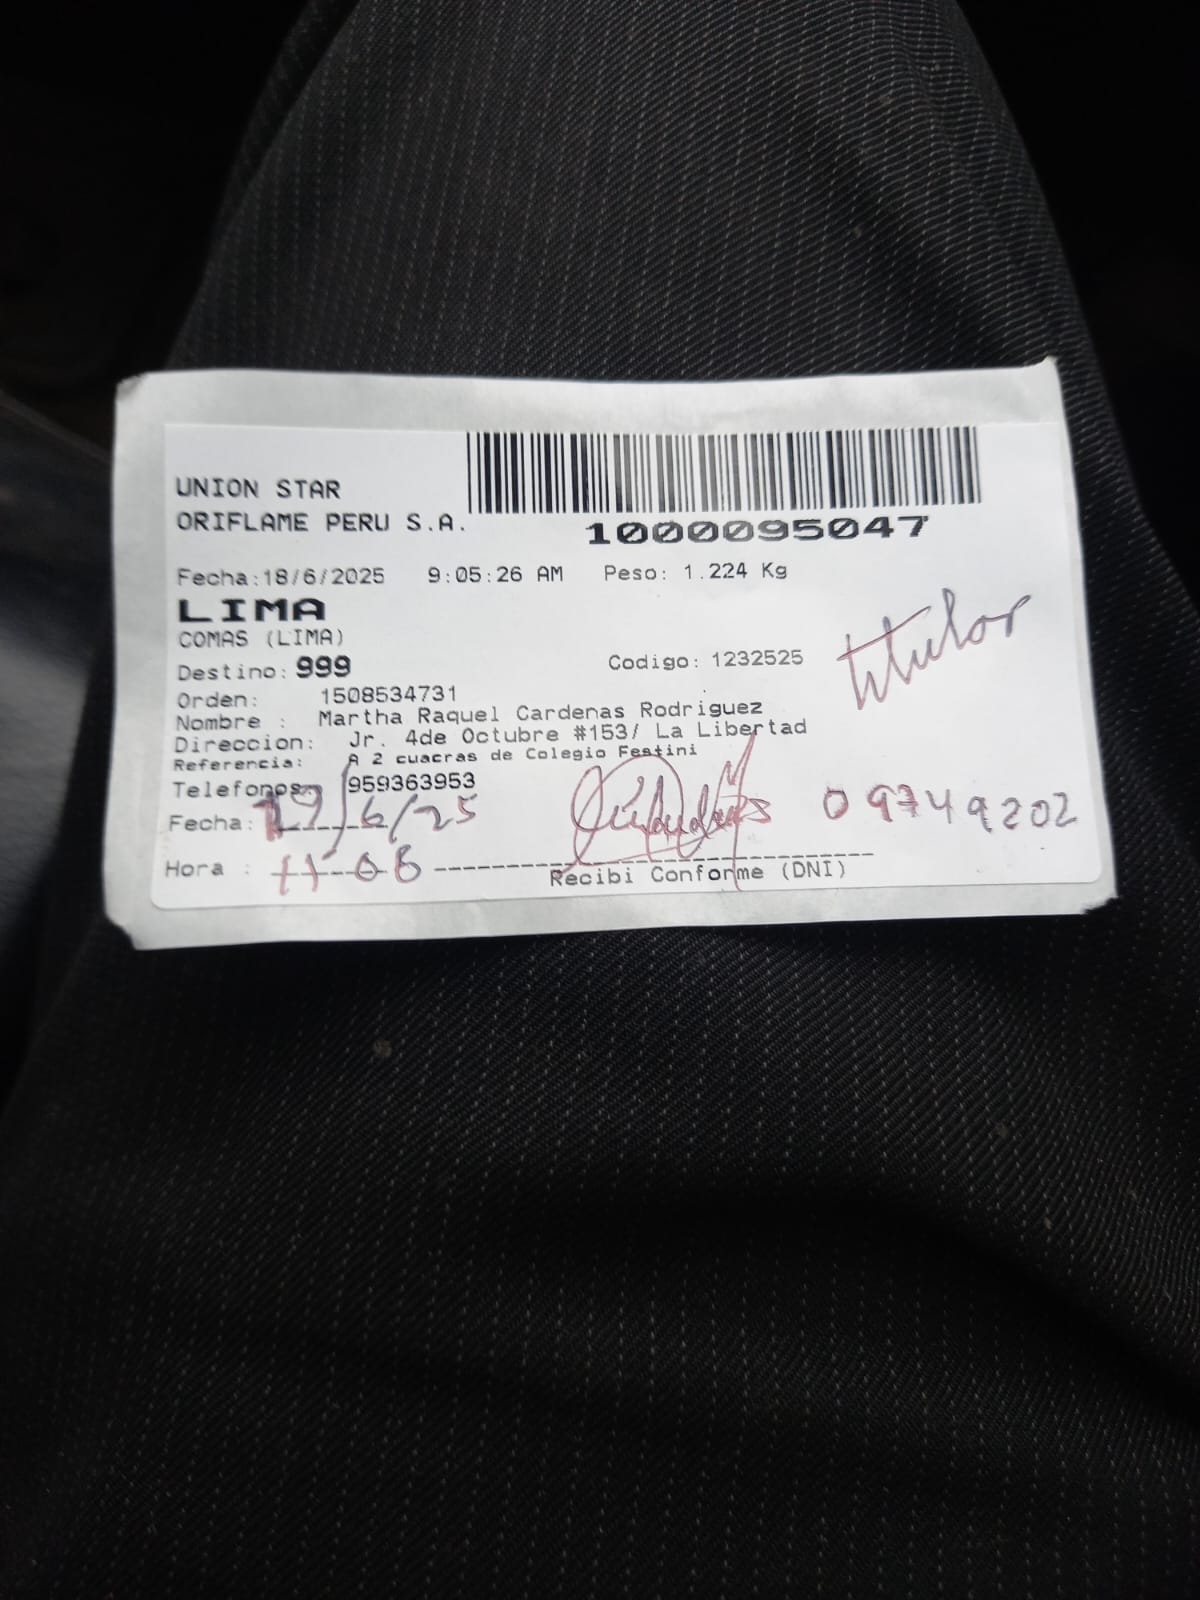 UNION STAR
ORIFLAME PERU S.A.
1000095047
Fecha:18/6/2025 9:05:26 AM Peso: 1.224 Kg
LIMA
COMAS (LIMA)
Destino: 999 Codigo: 1232525
titular
Orden: 1508534731
Nombre : Martha Raquel Cardenas Rodriguez
Direccion: Jr. 4de Octubre #153/ La Libertad
Referencia: A 2 cuacras de Colegio Festini
Telefonos: 959363953
Fecha: 19/6/25 09749202
Hora :
Recibi Conforme (DNI)